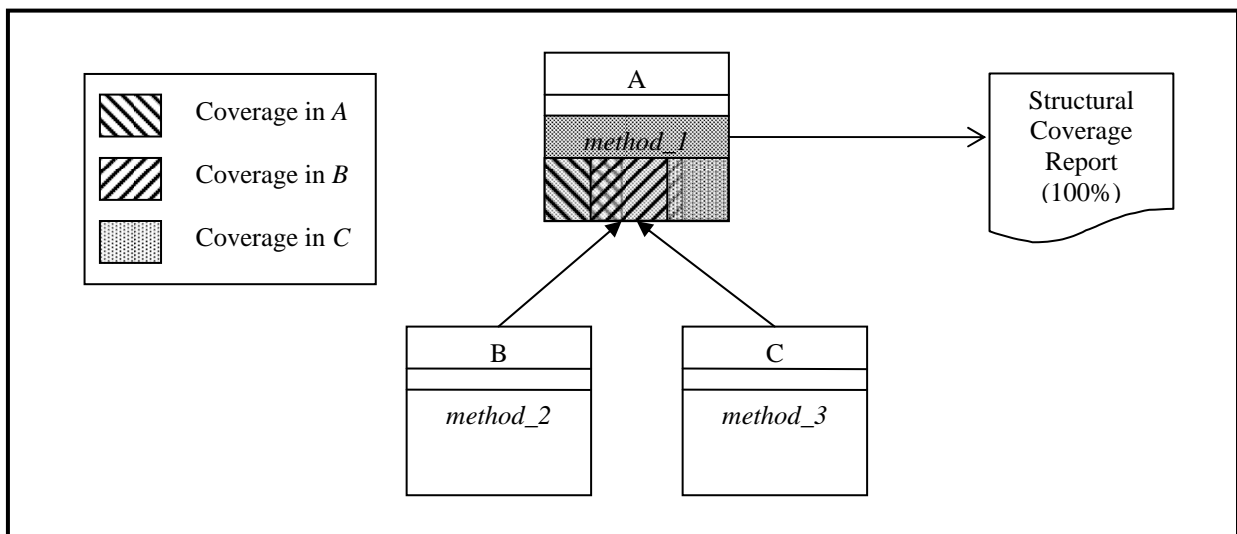 Coverage in A
Coverage in B
Coverage in C
A
method_1
Structural
Coverage
Report
(100%)
B
method_2
C
method_3